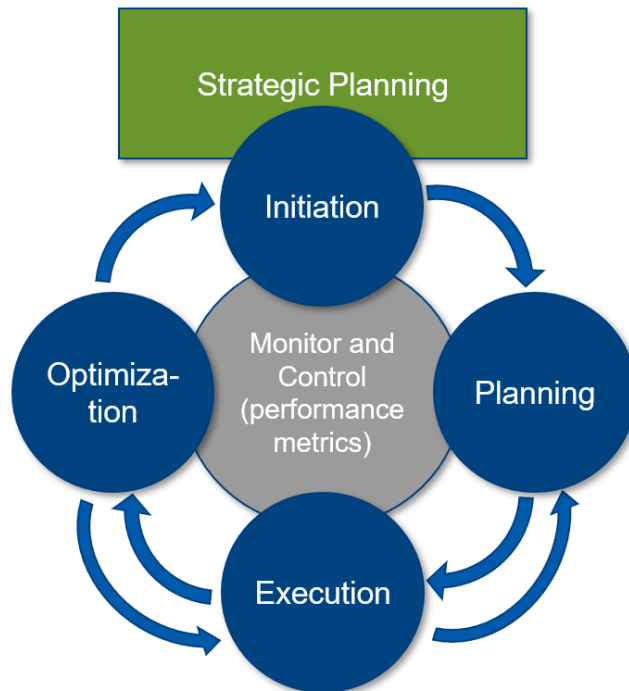 Strategic Planning
Initiation
Monitor and
Control
(performance
metrics)
Optimiza-
tion
Planning
Execution